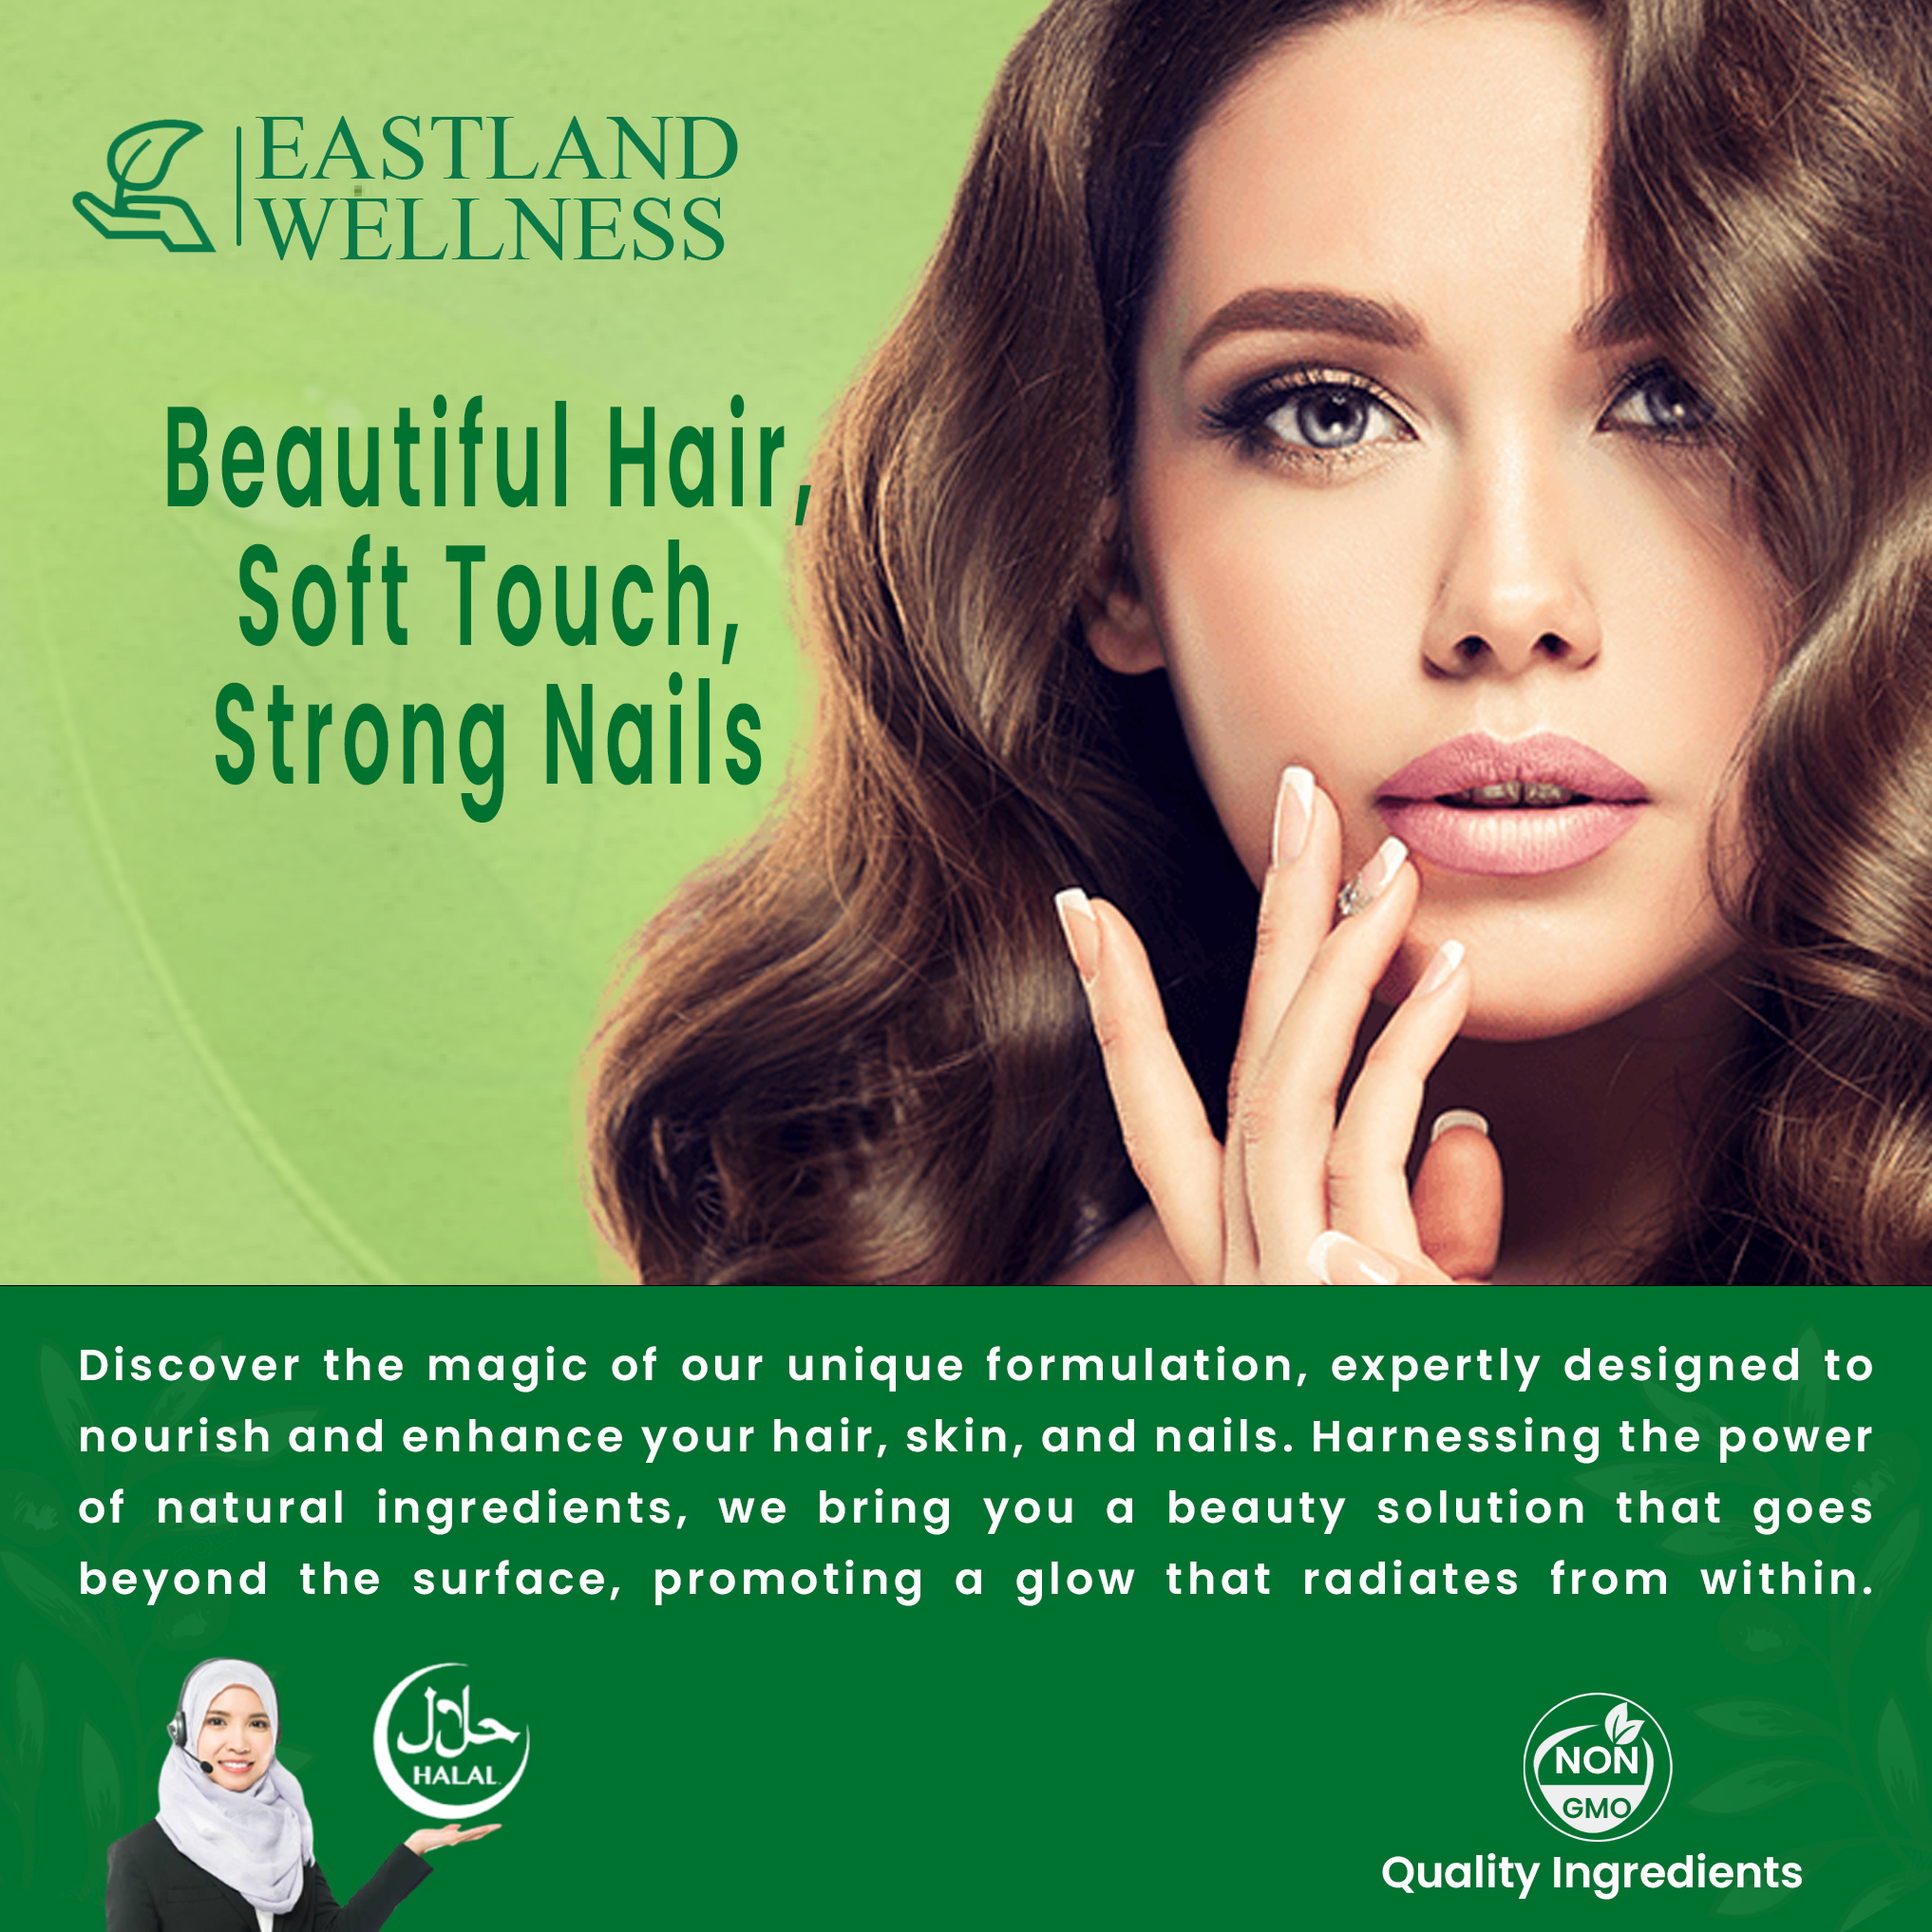 EASTLAND
WELLNESS
Beautiful Hair,
Soft Touch,
Strong Nails
Discover the magic of our unique formulation, expertly designed to
nourish and enhance your hair, skin, and nails. Harnessing the power
of natural ingredients, we bring you a beauty solution that goes
beyond the surface, promoting a glow that radiates from within.
حلال
HALAL
NON
GMO
Quality Ingredients